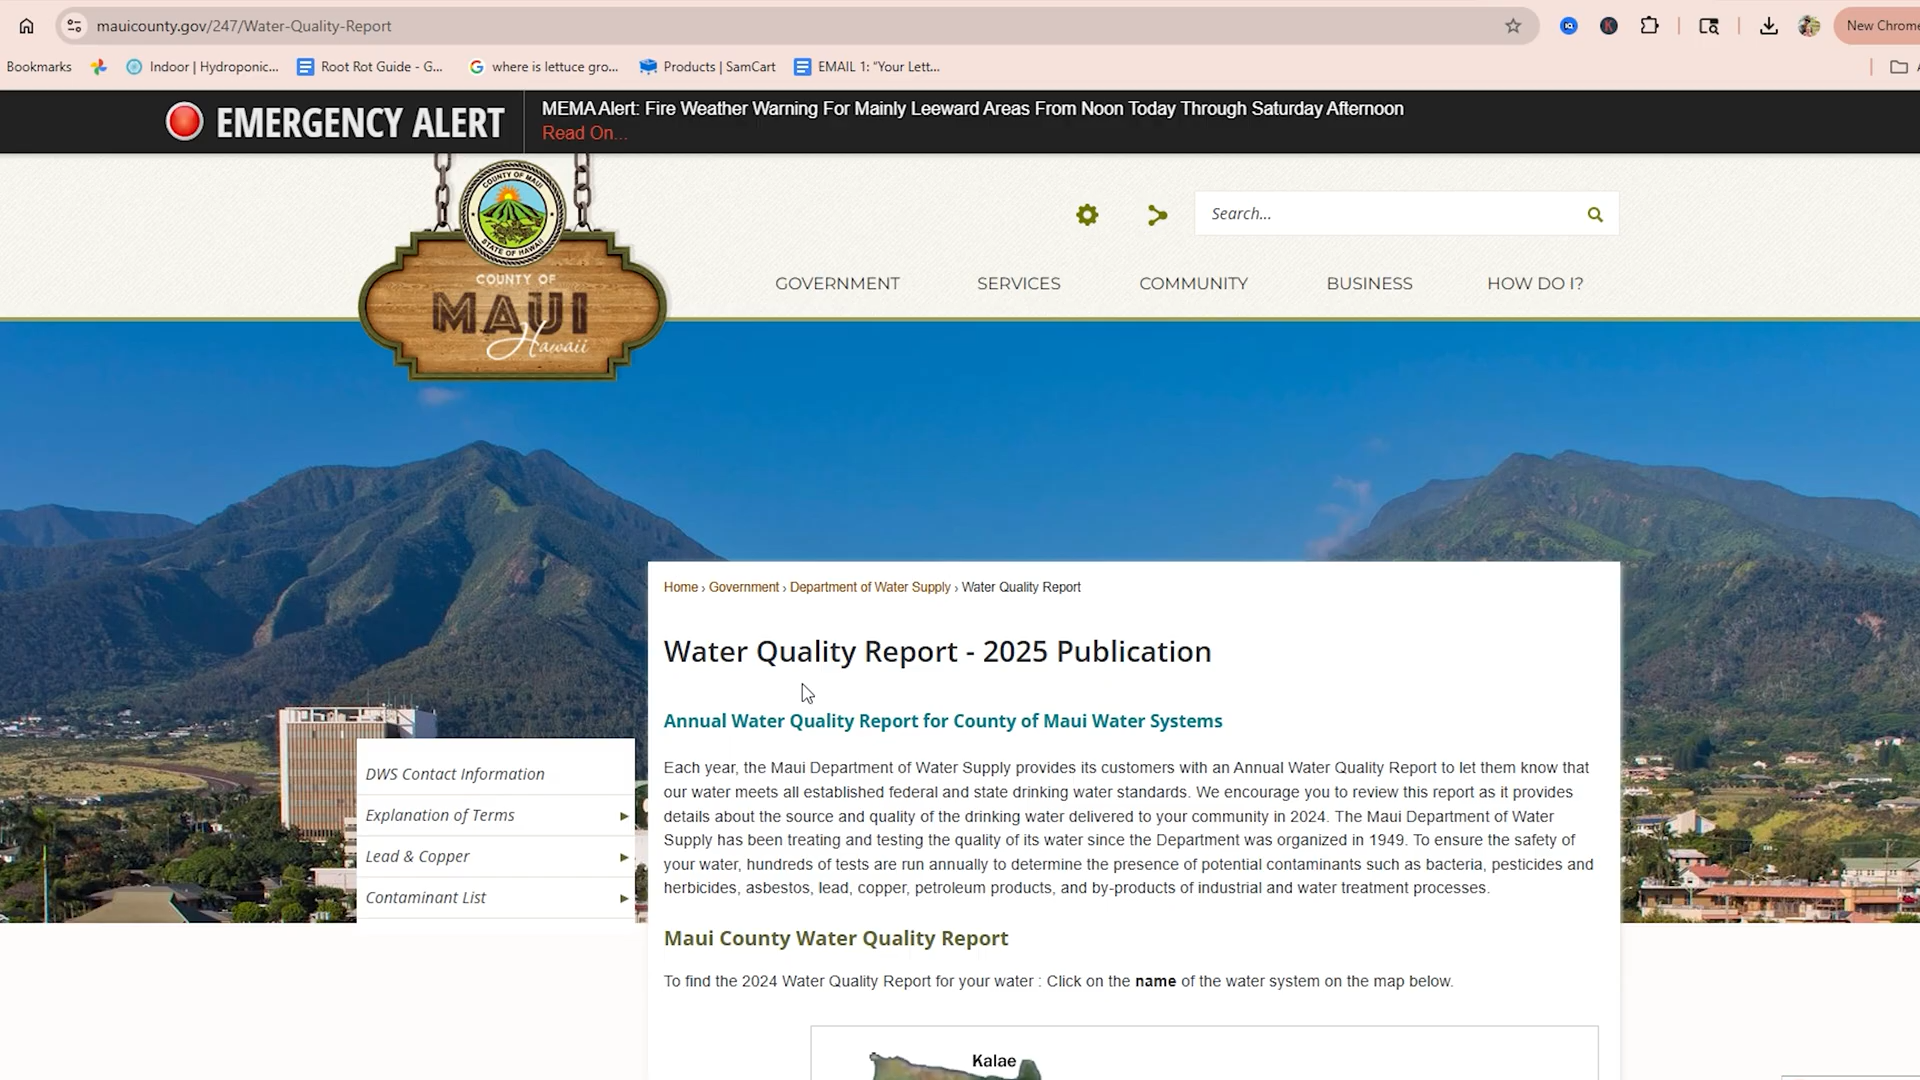 mauicounty.gov/247/Water-Quality-Report
New Chrome
Bookmarks
Indoor | Hydroponic...
Root Rot Guide - G...
where is lettuce gro...
Products | SamCart
EMAIL 1: "Your Lett...
EMERGENCY ALERT
MEMA Alert: Fire Weather Warning For Mainly Leeward Areas From Noon Today Through Saturday Afternoon
Read On...
COUNTY OF MAUI
STATE OF HAWAII
COUNTY OF
MAUI
Hawaii
Search...
GOVERNMENT
SERVICES
COMMUNITY
BUSINESS
HOW DO I?
Home › Government › Department of Water Supply › Water Quality Report
Water Quality Report - 2025 Publication
Annual Water Quality Report for County of Maui Water Systems
DWS Contact Information
Explanation of Terms
Lead & Copper
Contaminant List
Each year, the Maui Department of Water Supply provides its customers with an Annual Water Quality Report to let them know that
our water meets all established federal and state drinking water standards. We encourage you to review this report as it provides
details about the source and quality of the drinking water delivered to your community in 2024. The Maui Department of Water
Supply has been treating and testing the quality of its water since the Department was organized in 1949. To ensure the safety of
your water, hundreds of tests are run annually to determine the presence of potential contaminants such as bacteria, pesticides and
herbicides, asbestos, lead, copper, petroleum products, and by-products of industrial and water treatment processes.
Maui County Water Quality Report
To find the 2024 Water Quality Report for your water : Click on the name of the water system on the map below.
Kalae